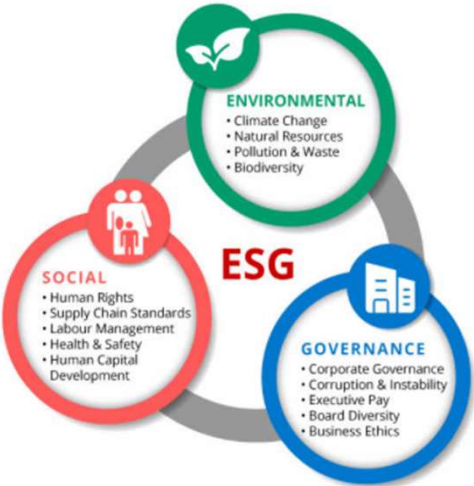 ENVIRONMENTAL
• Climate Change
• Natural Resources
• Pollution & Waste
• Biodiversity
ESG
SOCIAL
• Human Rights
• Supply Chain Standards
• Labour Management
• Health & Safety
• Human Capital
Development
GOVERNANCE
• Corporate Governance
• Corruption & Instability
• Executive Pay
• Board Diversity
• Business Ethics